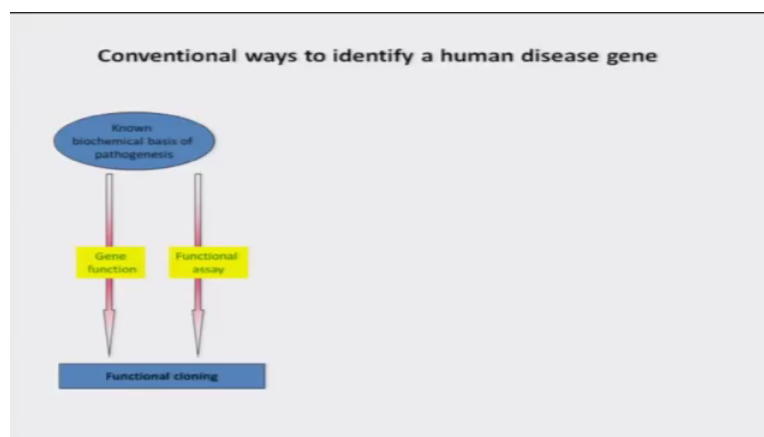 Conventional ways to identify a human disease gene
Known
biochemical basis of
pathogenesis
Gene
function
Functional
assay
Functional cloning